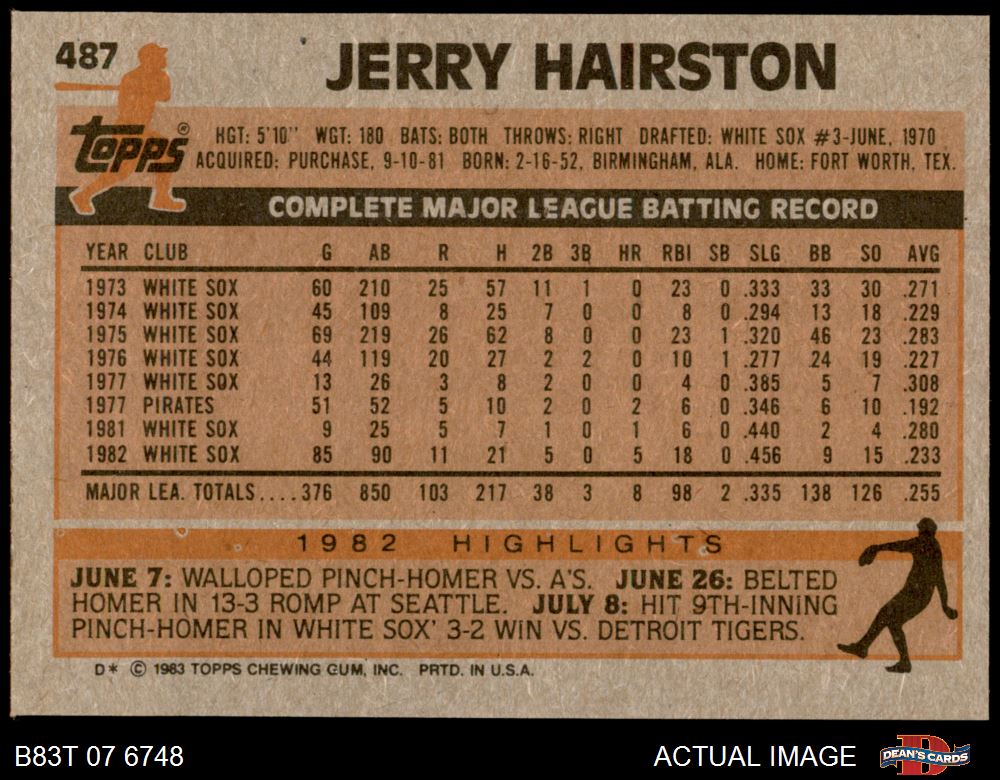 487 JERRY HAIRSTON
Topps®
HGT: 5'10" WGT: 180 BATS: BOTH THROWS: RIGHT DRAFTED: WHITE SOX #3-JUNE, 1970
ACQUIRED: PURCHASE, 9-10-81 BORN: 2-16-52, BIRMINGHAM, ALA. HOME: FORT WORTH, TEX.
COMPLETE MAJOR LEAGUE BATTING RECORD
YEAR CLUB G AB R H 2B 3B HR RBI SB SLG BB SO AVG
1973 WHITE SOX 60 210 25 57 11 1 0 23 0 .333 33 30 .271
1974 WHITE SOX 45 109 8 25 7 0 0 8 0 .294 13 18 .229
1975 WHITE SOX 69 219 26 62 8 0 0 23 1 .320 46 23 .283
1976 WHITE SOX 44 119 20 27 2 2 0 10 1 .277 24 19 .227
1977 WHITE SOX 13 26 3 8 2 0 0 4 0 .385 5 7 .308
1977 PIRATES 51 52 5 10 2 0 2 6 0 .346 6 10 .192
1981 WHITE SOX 9 25 5 7 1 0 1 6 0 .440 2 4 .280
1982 WHITE SOX 85 90 11 21 5 0 5 18 0 .456 9 15 .233
MAJOR LEA. TOTALS....376 850 103 217 38 3 8 98 2 .335 138 126 .255
1982 HIGHLIGHTS
JUNE 7: WALLOPED PINCH-HOMER VS. A'S. JUNE 26: BELTED
HOMER IN 13-3 ROMP AT SEATTLE. JULY 8: HIT 9TH-INNING
PINCH-HOMER IN WHITE SOX' 3-2 WIN VS. DETROIT TIGERS.
D* © 1983 TOPPS CHEWING GUM, INC. PRTD. IN U.S.A.
B83T 07 6748 ACTUAL IMAGE DEAN'S CARDS